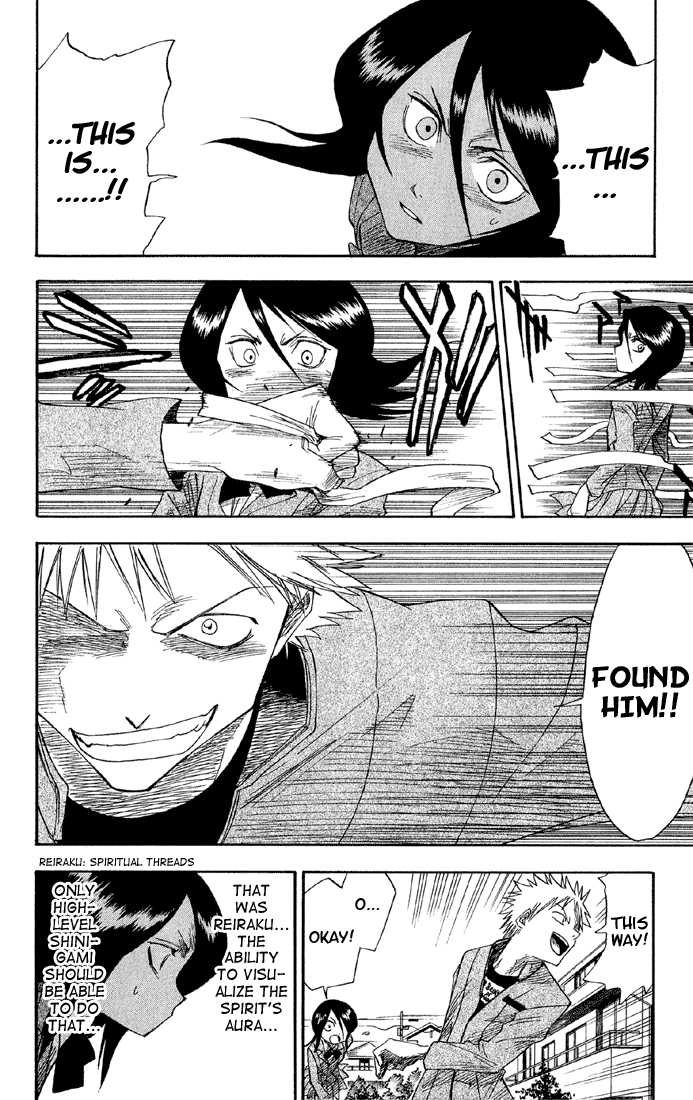 ...THIS
...
...THIS
IS...
......!!
FOUND
HIM!!
REIRAKU: SPIRITUAL THREADS
THIS
WAY!
O...
OKAY!
THAT
WAS
REIRAKU...
THE
ABILITY
TO VISU-
ALIZE THE
SPIRIT'S
AURA...
ONLY
HIGH-
LEVEL
SHINI-
GAMI
SHOULD
BE ABLE
TO DO
THAT...